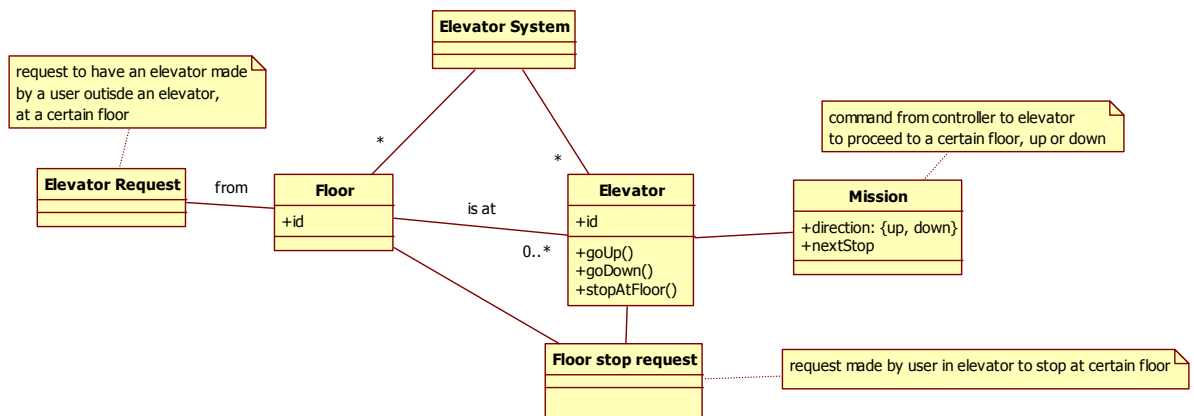 Elevator System
request to have an elevator made
by a user outisde an elevator,
at a certain floor
command from controller to elevator
to proceed to a certain floor, up or down
*
*
Elevator Request
from
Floor
+id
is at
0..*
Elevator
+id
+goUp()
+goDown()
+stopAtFloor()
Mission
+direction: {up, down}
+nextStop
Floor stop request
request made by user in elevator to stop at certain floor